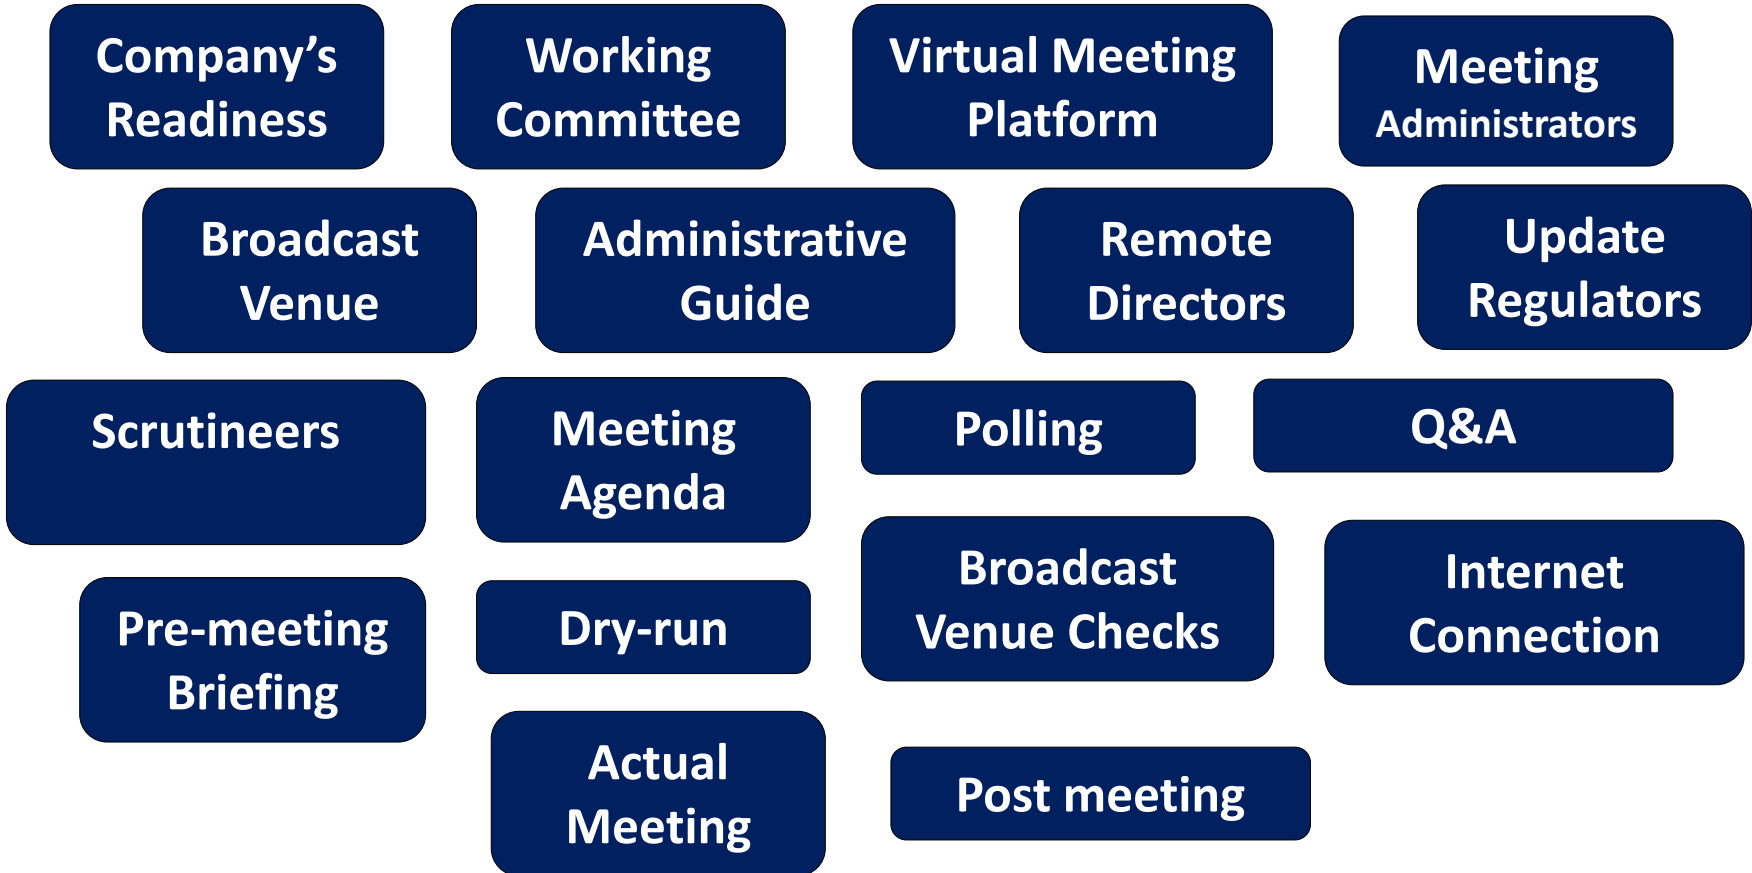 Company’s
Readiness
Working
Committee
Virtual Meeting
Platform
Meeting
Administrators
Broadcast
Venue
Administrative
Guide
Remote
Directors
Update
Regulators
Scrutineers
Meeting
Agenda
Polling
Q&A
Pre-meeting
Briefing
Dry-run
Broadcast
Venue Checks
Internet
Connection
Actual
Meeting
Post meeting